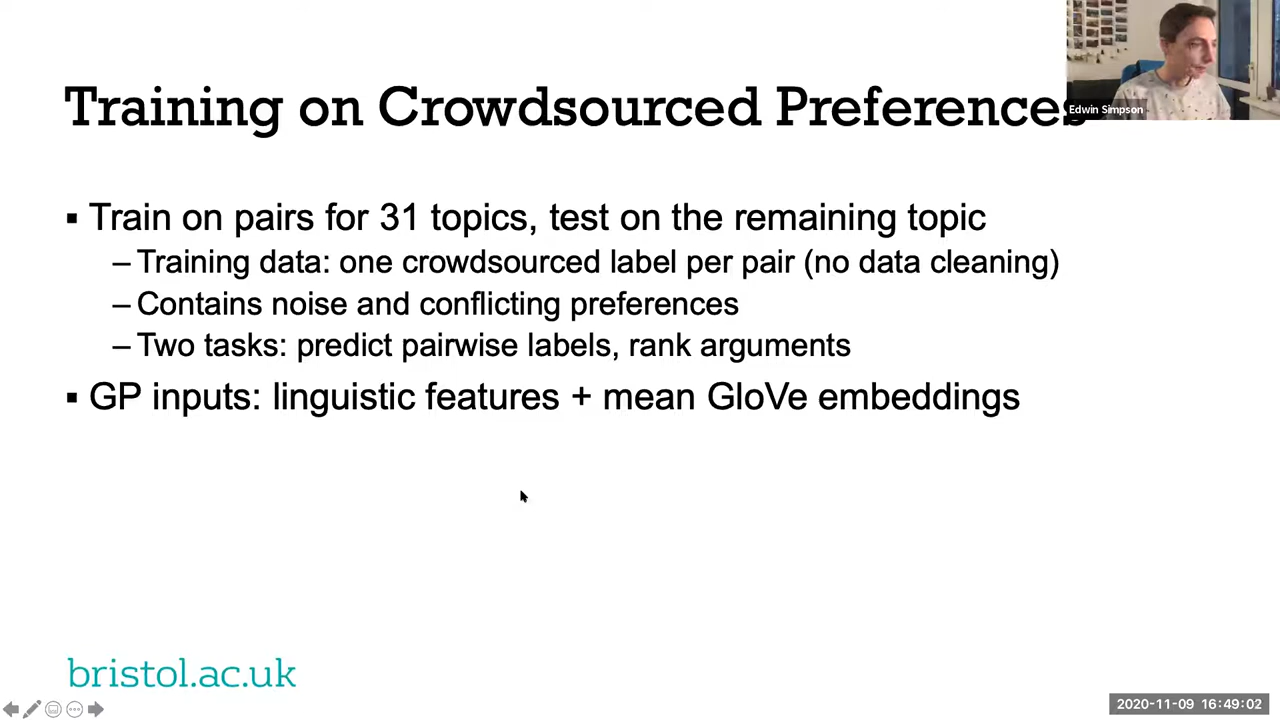 Training on Crowdsourced Preferences
Edwin Simpson
▪ Train on pairs for 31 topics, test on the remaining topic
– Training data: one crowdsourced label per pair (no data cleaning)
– Contains noise and conflicting preferences
– Two tasks: predict pairwise labels, rank arguments
▪ GP inputs: linguistic features + mean GloVe embeddings
bristol.ac.uk
2020-11-09 16:49:02